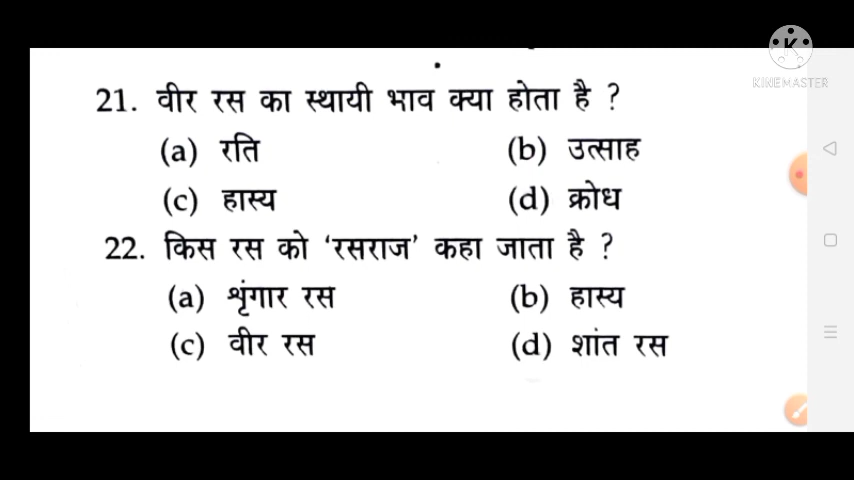 KINEMASTER
21. वीर रस का स्थायी भाव क्या होता है ?
(a) रति (b) उत्साह
(c) हास्य (d) क्रोध
22. किस रस को ‘रसराज’ कहा जाता है ?
(a) शृंगार रस (b) हास्य
(c) वीर रस (d) शांत रस